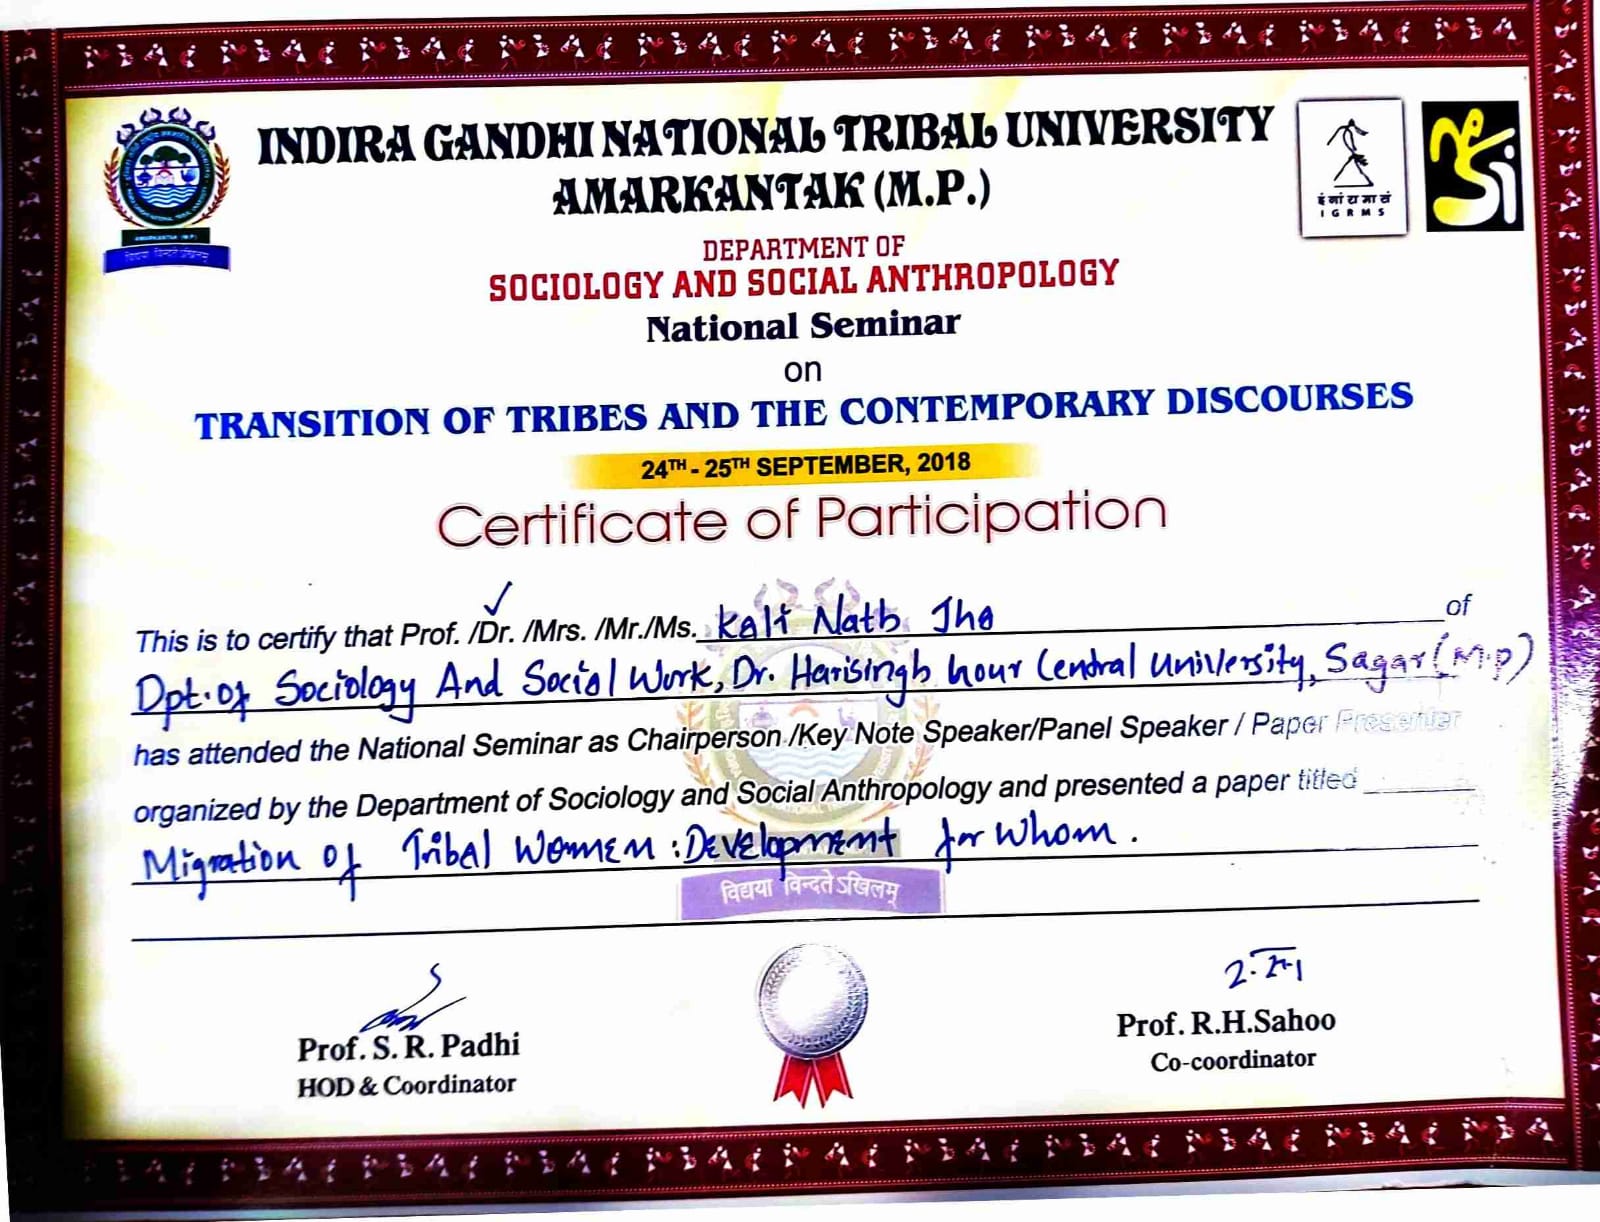 INDIRA GANDHI NATIONAL TRIBAL UNIVERSITY
AMARKANTAK (M.P.)
इं गां रा मा सं
I G R M S
DEPARTMENT OF
SOCIOLOGY AND SOCIAL ANTHROPOLOGY
National Seminar
on
TRANSITION OF TRIBES AND THE CONTEMPORARY DISCOURSES
24TH - 25TH SEPTEMBER, 2018
Certificate of Participation
This is to certify that Prof. /Dr. /Mrs. /Mr./Ms. Kali Nath Jha of
Dpt. of Sociology And Social Work, Dr. Harisingh hour Central University, Sagar (M.P)
has attended the National Seminar as Chairperson /Key Note Speaker/Panel Speaker / Paper Presenter
organized by the Department of Sociology and Social Anthropology and presented a paper titled
Migration of Tribal Women : Development for Whom .
विद्यया विन्दतेऽखिलम्
Prof. S. R. Padhi
HOD & Coordinator
Prof. R.H.Sahoo
Co-coordinator